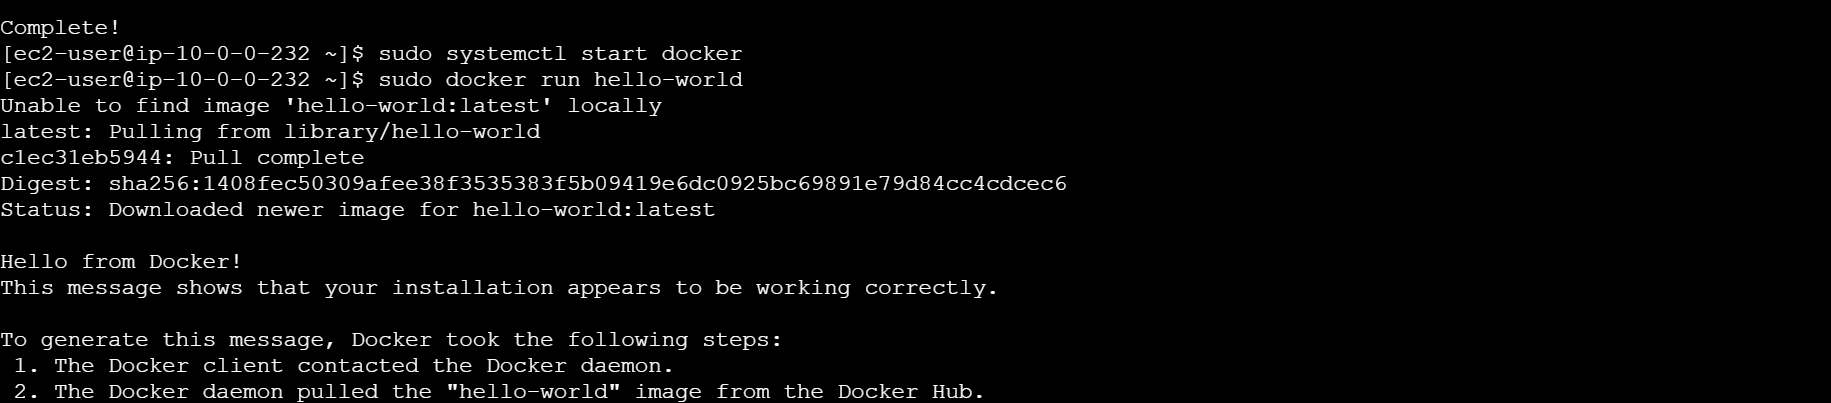 Complete!
[ec2-user@ip-10-0-0-232 ~]$ sudo systemctl start docker
[ec2-user@ip-10-0-0-232 ~]$ sudo docker run hello-world
Unable to find image 'hello-world:latest' locally
latest: Pulling from library/hello-world
c1ec31eb5944: Pull complete
Digest: sha256:1408fec50309afee38f3535383f5b09419e6dc0925bc69891e79d84cc4cdcec6
Status: Downloaded newer image for hello-world:latest
Hello from Docker!
This message shows that your installation appears to be working correctly.
To generate this message, Docker took the following steps:
1. The Docker client contacted the Docker daemon.
2. The Docker daemon pulled the "hello-world" image from the Docker Hub.